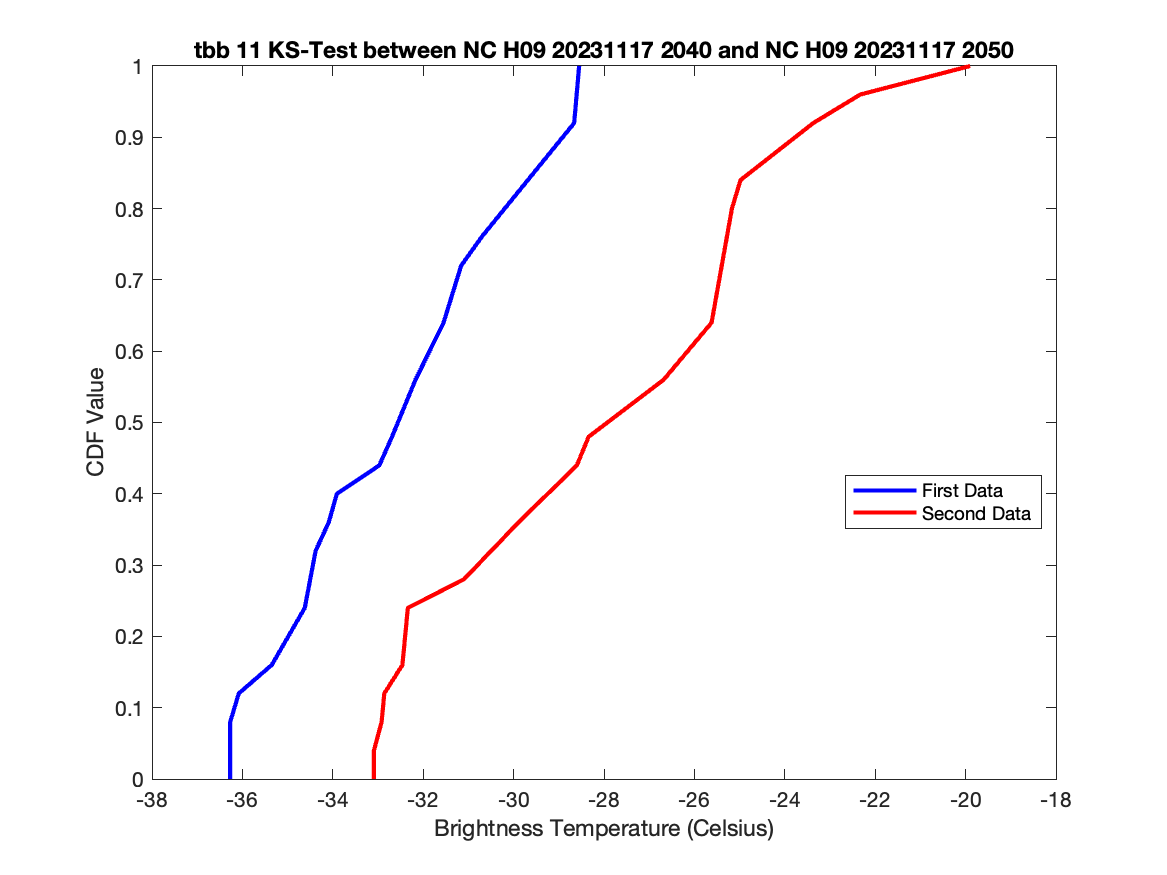 tbb 11 KS-Test between NC H09 20231117 2040 and NC H09 20231117 2050
1
0.9
0.8
0.7
0.6
0.5
0.4
0.3
0.2
0.1
0
CDF Value
First Data
Second Data
-38 -36 -34 -32 -30 -28 -26 -24 -22 -20 -18
Brightness Temperature (Celsius)